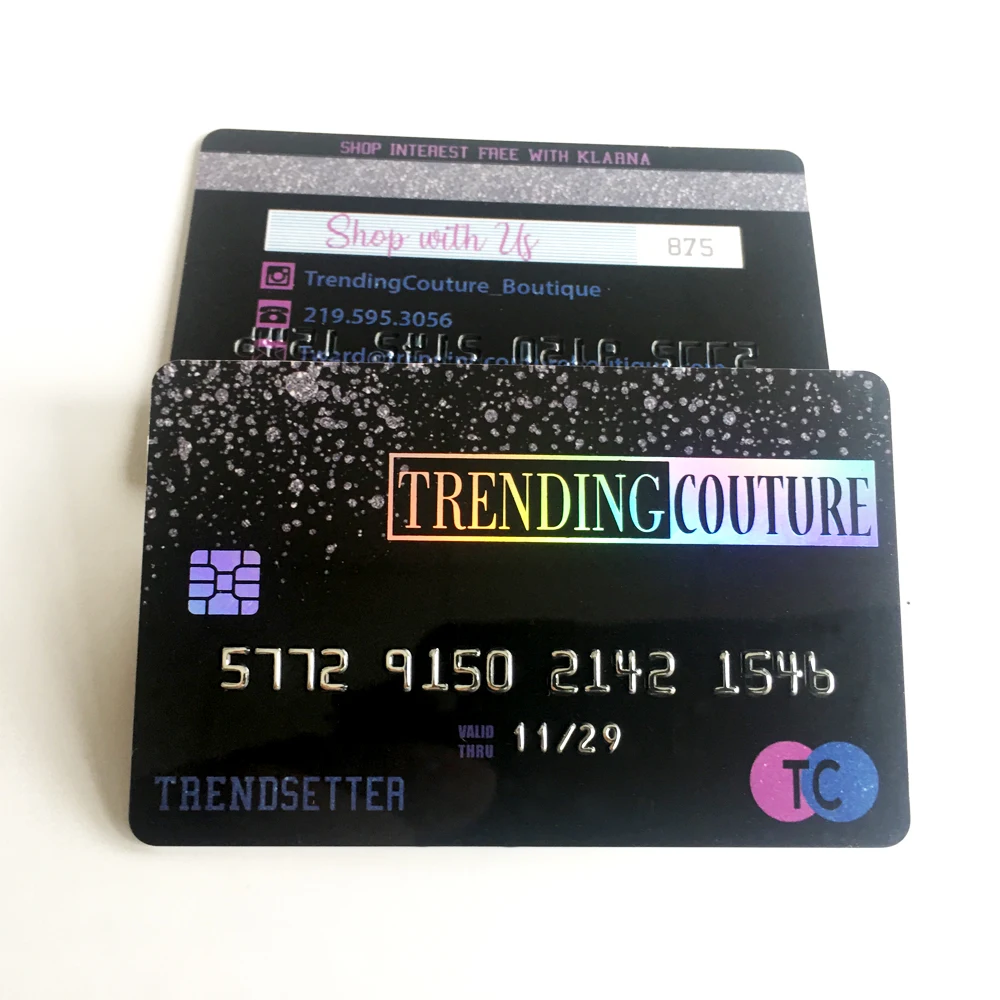 SHOP INTEREST FREE WITH KLARNA
Shop with Us
875
TrendingCouture_Boutique
219.595.3056
TRENDING COUTURE
5772 9150 2142 1546
VALID THRU 11/29
TRENDSETTER
TC